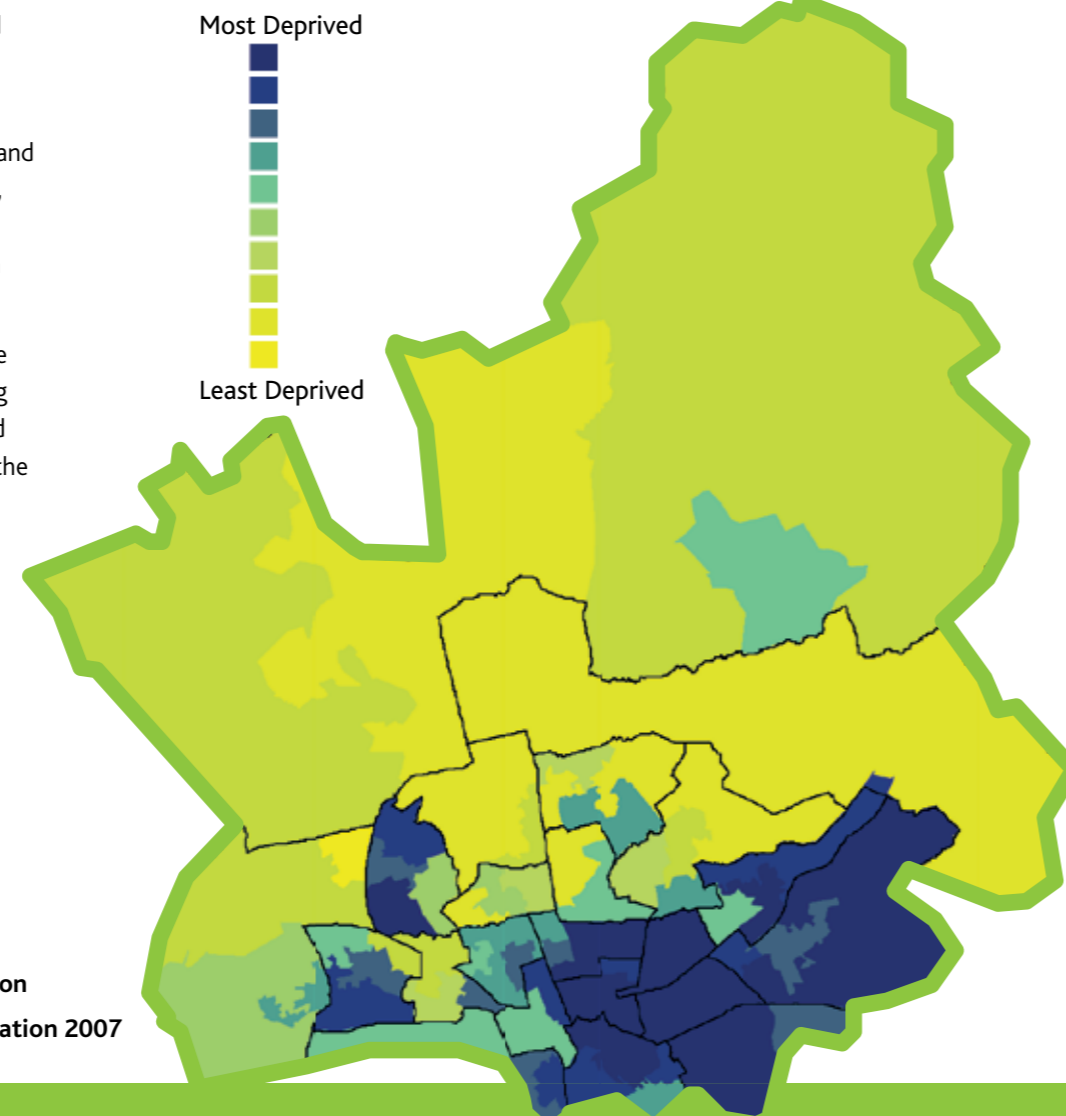 Most Deprived
and
e
g
d
the
Least Deprived
on
ation 2007